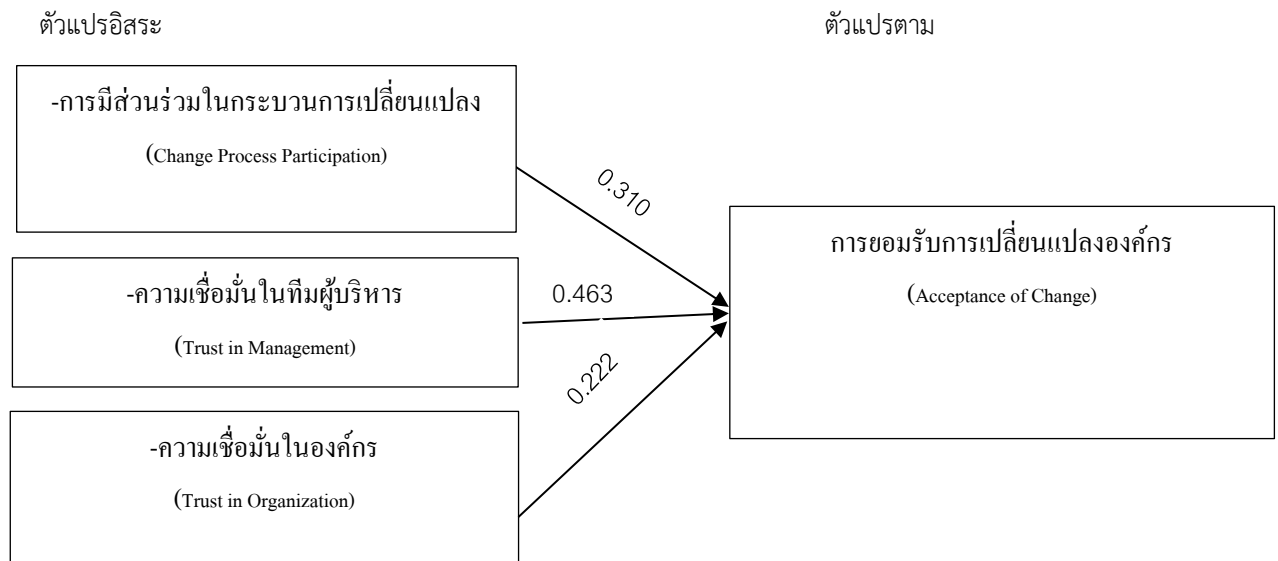 ตัวแปรอิสระ
ตัวแปรตาม
-การมีส่วนร่วมในกระบวนการเปลี่ยนแปลง
(Change Process Participation)
0.310
-ความเชื่อมั่นในทีมผู้บริหาร
(Trust in Management)
0.463
-ความเชื่อมั่นในองค์กร
(Trust in Organization)
0.222
การยอมรับการเปลี่ยนแปลงองค์กร
(Acceptance of Change)